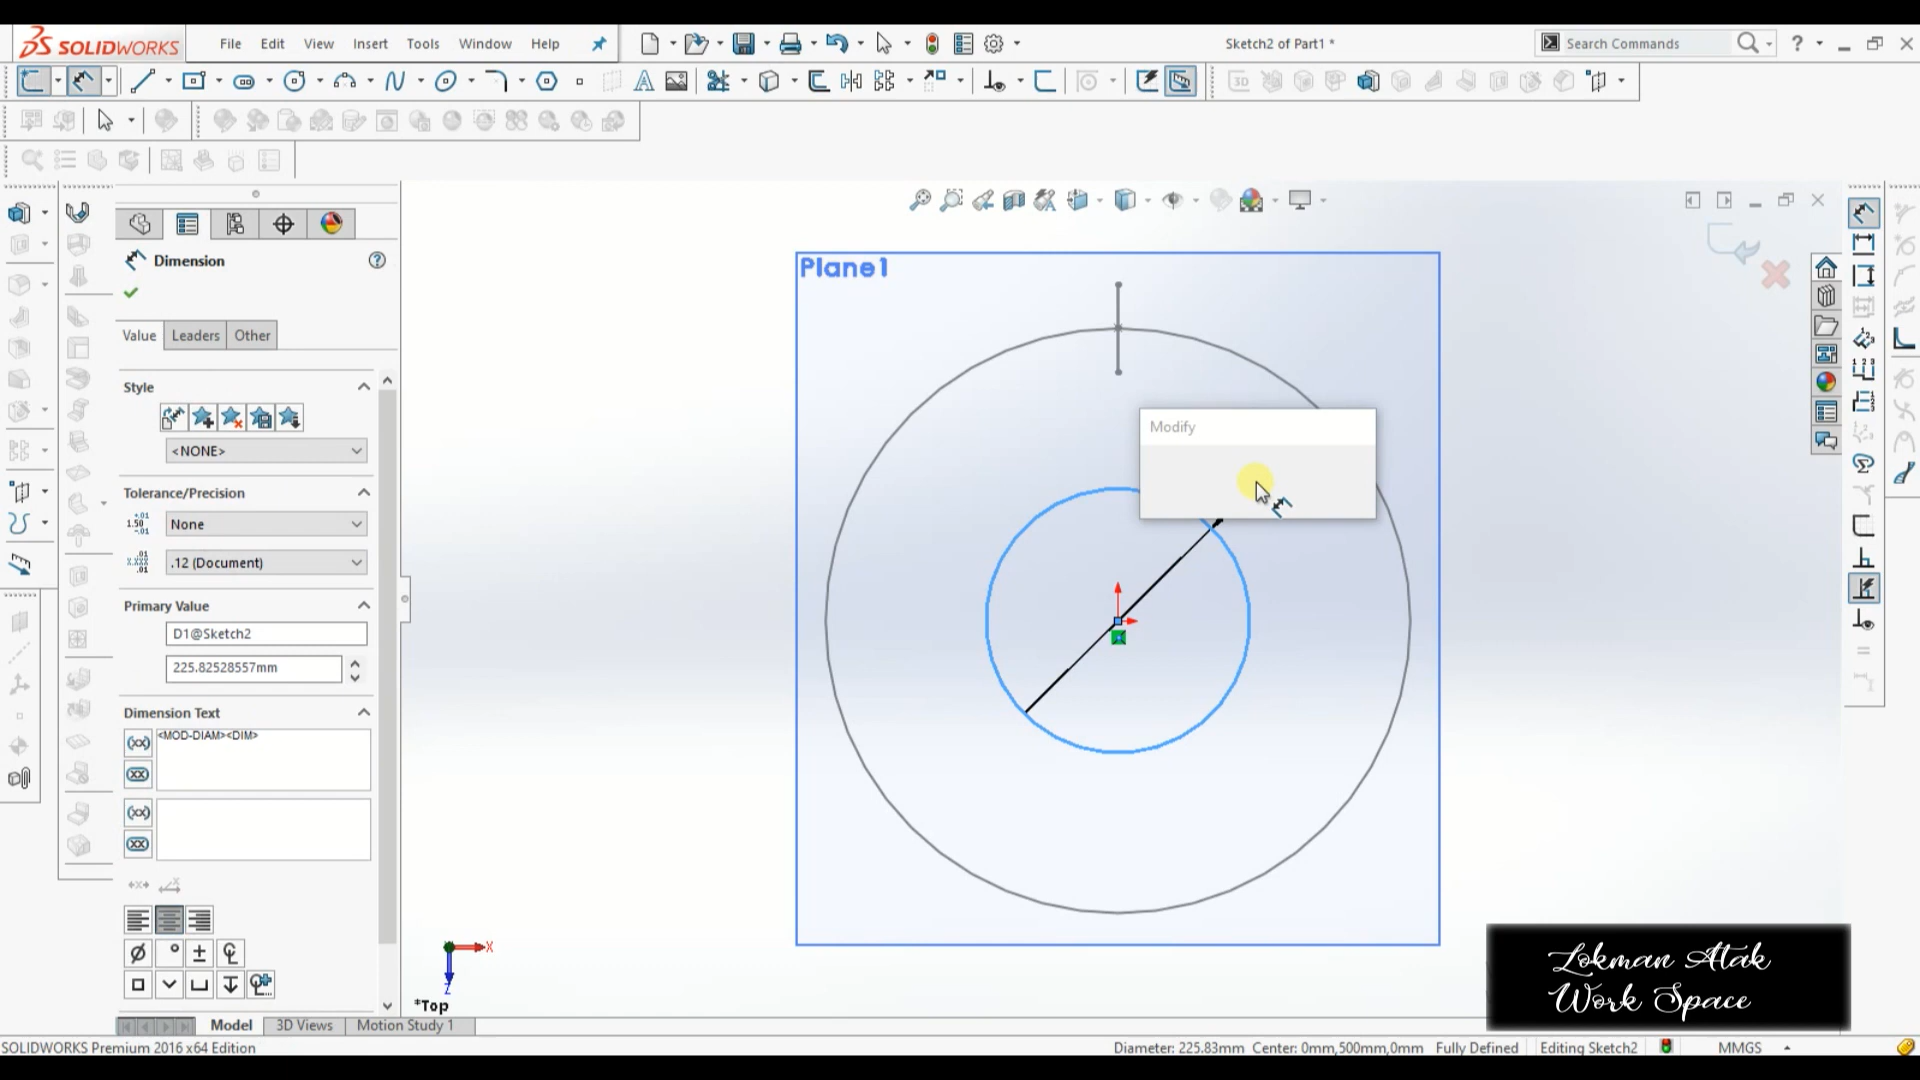 SOLIDWORKS
File Edit View Insert Tools Window Help
Sketch2 of Part1 *
Search Commands
?
3D
Dimension
Value Leaders Other
Style
<NONE>
Tolerance/Precision
None
.12 (Document)
Primary Value
D1@Sketch2
225.82528557mm
Dimension Text
<MOD-DIAM><DIM>
Plane1
Modify
X
Z
*Top
Model 3D Views Motion Study 1
Lokman Atak
Work Space
SOLIDWORKS Premium 2016 x64 Edition
Diameter: 225.83mm Center: 0mm,500mm,0mm Fully Defined Editing Sketch2 MMGS